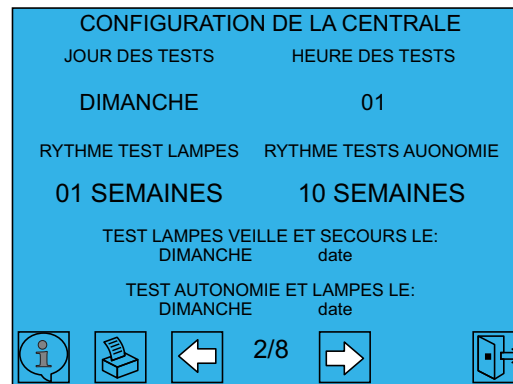 CONFIGURATION DE LA CENTRALE
JOUR DES TESTS HEURE DES TESTS
DIMANCHE 01
RYTHME TEST LAMPES RYTHME TESTS AUONOMIE
01 SEMAINES 10 SEMAINES
TEST LAMPES VEILLE ET SECOURS LE:
DIMANCHE date
TEST AUTONOMIE ET LAMPES LE:
DIMANCHE date
2/8